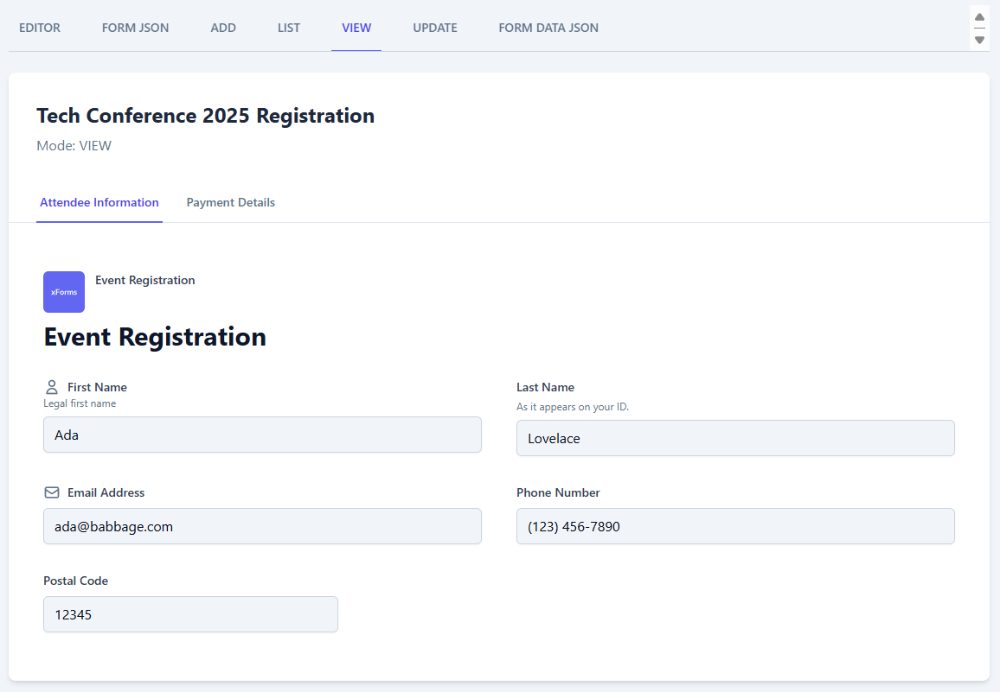 EDITOR FORM JSON ADD LIST VIEW UPDATE FORM DATA JSON
Tech Conference 2025 Registration
Mode: VIEW
Attendee Information Payment Details
xForms Event Registration
Event Registration
First Name Last Name
Legal first name As it appears on your ID.
Ada Lovelace
Email Address Phone Number
ada@babbage.com (123) 456-7890
Postal Code
12345